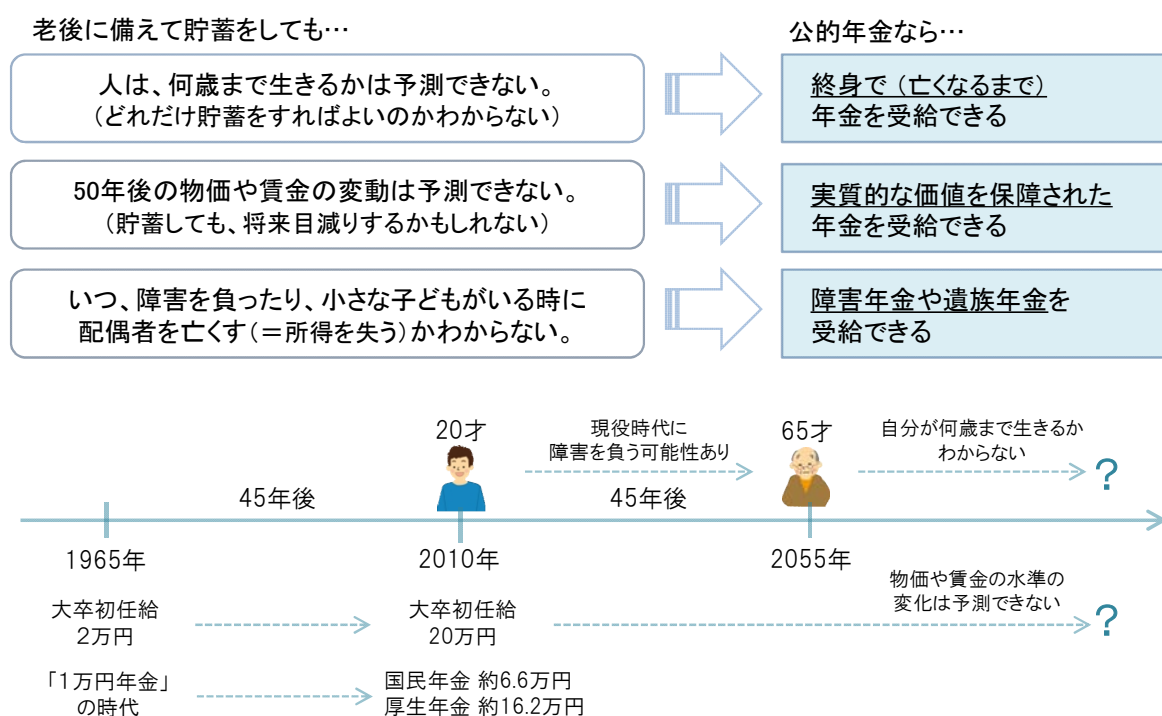 老後に備えて貯蓄をしても…
公的年金なら…
人は、何歳まで生きるかは予測できない。
（どれだけ貯蓄をすればよいのかわからない）
終身で（亡くなるまで）
年金を受給できる
50年後の物価や賃金の変動は予測できない。
（貯蓄しても、将来目減りするかもしれない）
実質的な価値を保障された
年金を受給できる
いつ、障害を負ったり、小さな子どもがいる時に
配偶者を亡くす（＝所得を失う）かわからない。
障害年金や遺族年金を
受給できる
20才
現役時代に
障害を負う可能性あり
65才
自分が何歳まで生きるか
わからない
?
45年後
45年後
1965年
2010年
2055年
大卒初任給
2万円
大卒初任給
20万円
物価や賃金の水準の
変化は予測できない
?
「1万円年金」
の時代
国民年金 約6.6万円
厚生年金 約16.2万円